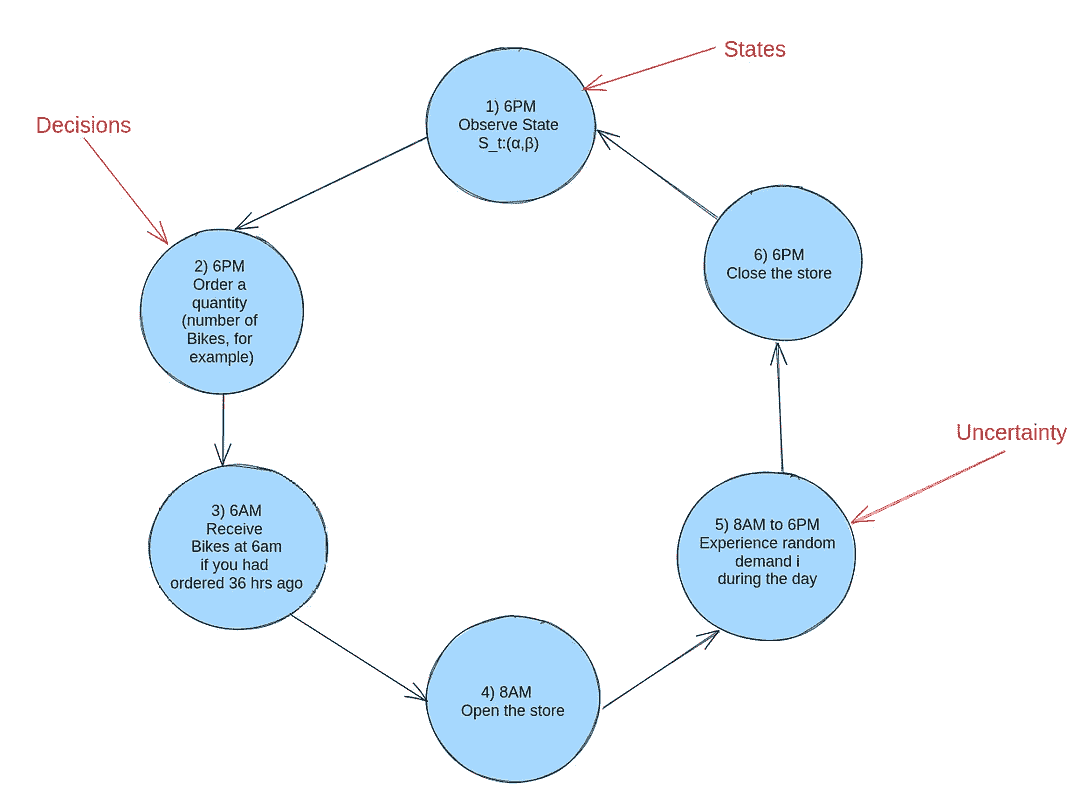 States
Decisions
1) 6PM
Observe State
S_t:(α,β)
2) 6PM
Order a
quantity
(number of
Bikes, for
example)
3) 6AM
Receive
Bikes at 6am
if you had
ordered 36 hrs ago
4) 8AM
Open the store
Uncertainty
5) 8AM to 6PM
Experience random
demand i
during the day
6) 6PM
Close the store